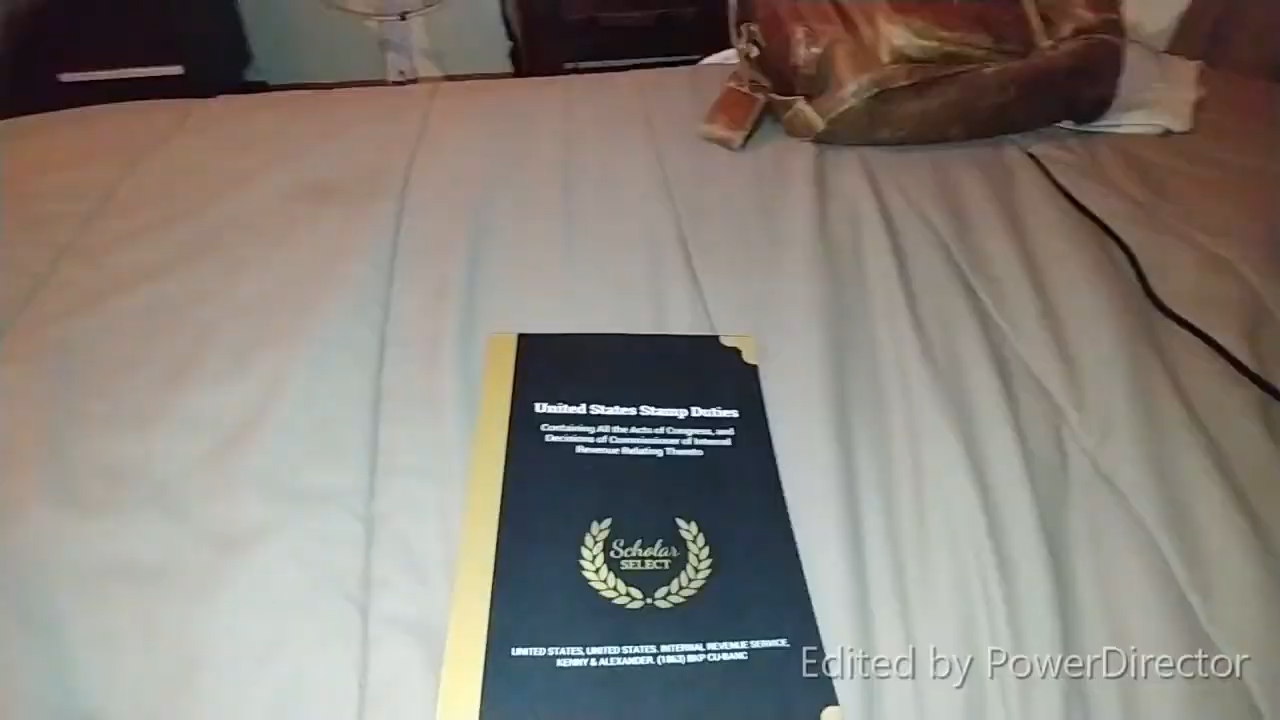 United States Stamp Duties
Containing All the Acts of Congress, and
Decisions of Commissioner of Internal
Revenue Relating Thereto
Scholar
SELECT
UNITED STATES, UNITED STATES. INTERNAL REVENUE SERVICE,
KENNY & ALEXANDER. (1863) BKP CU-BANC
Edited by PowerDirector